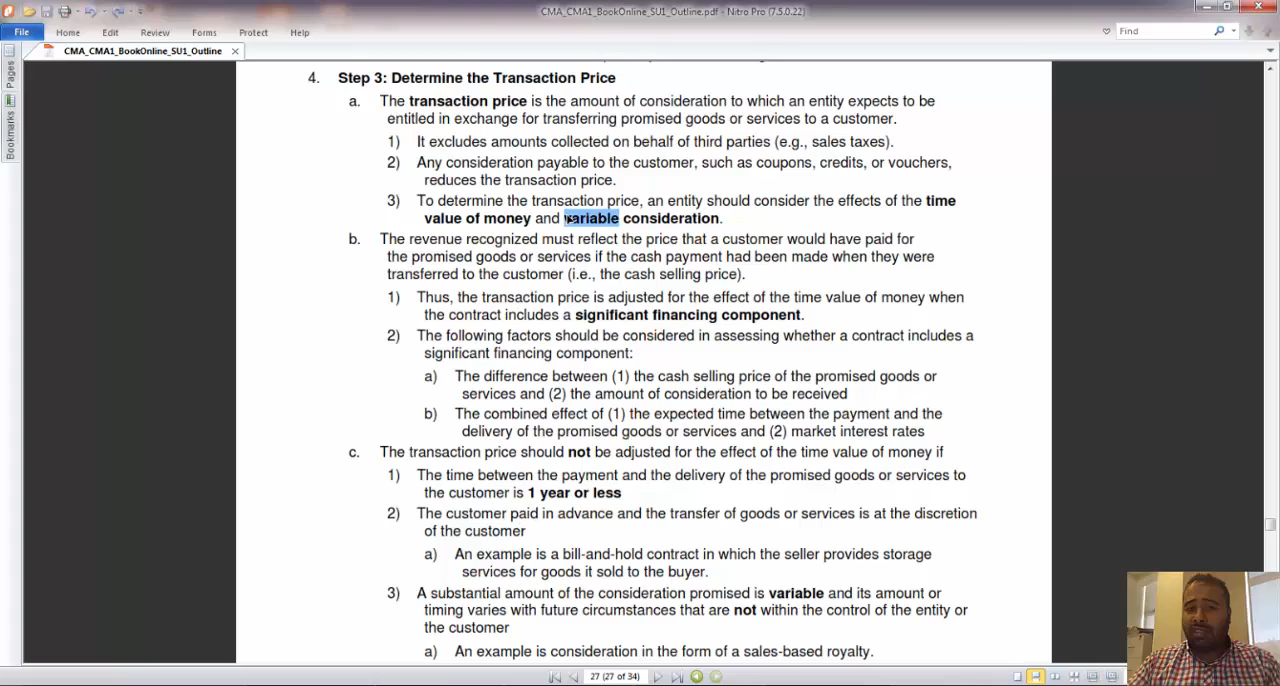 CMA_CMA1_BookOnline_SU1_Outline.pdf - Nitro Pro (7.5.0.22)
File Home Edit Review Forms Protect Help Find
CMA_CMA1_BookOnline_SU1_Outline
Pages
Bookmarks
4. Step 3: Determine the Transaction Price
a. The transaction price is the amount of consideration to which an entity expects to be
entitled in exchange for transferring promised goods or services to a customer.
1) It excludes amounts collected on behalf of third parties (e.g., sales taxes).
2) Any consideration payable to the customer, such as coupons, credits, or vouchers,
reduces the transaction price.
3) To determine the transaction price, an entity should consider the effects of the time
value of money and variable consideration.
b. The revenue recognized must reflect the price that a customer would have paid for
the promised goods or services if the cash payment had been made when they were
transferred to the customer (i.e., the cash selling price).
1) Thus, the transaction price is adjusted for the effect of the time value of money when
the contract includes a significant financing component.
2) The following factors should be considered in assessing whether a contract includes a
significant financing component:
a) The difference between (1) the cash selling price of the promised goods or
services and (2) the amount of consideration to be received
b) The combined effect of (1) the expected time between the payment and the
delivery of the promised goods or services and (2) market interest rates
c. The transaction price should not be adjusted for the effect of the time value of money if
1) The time between the payment and the delivery of the promised goods or services to
the customer is 1 year or less
2) The customer paid in advance and the transfer of goods or services is at the discretion
of the customer
a) An example is a bill-and-hold contract in which the seller provides storage
services for goods it sold to the buyer.
3) A substantial amount of the consideration promised is variable and its amount or
timing varies with future circumstances that are not within the control of the entity or
the customer
a) An example is consideration in the form of a sales-based royalty.
27 (27 of 34)